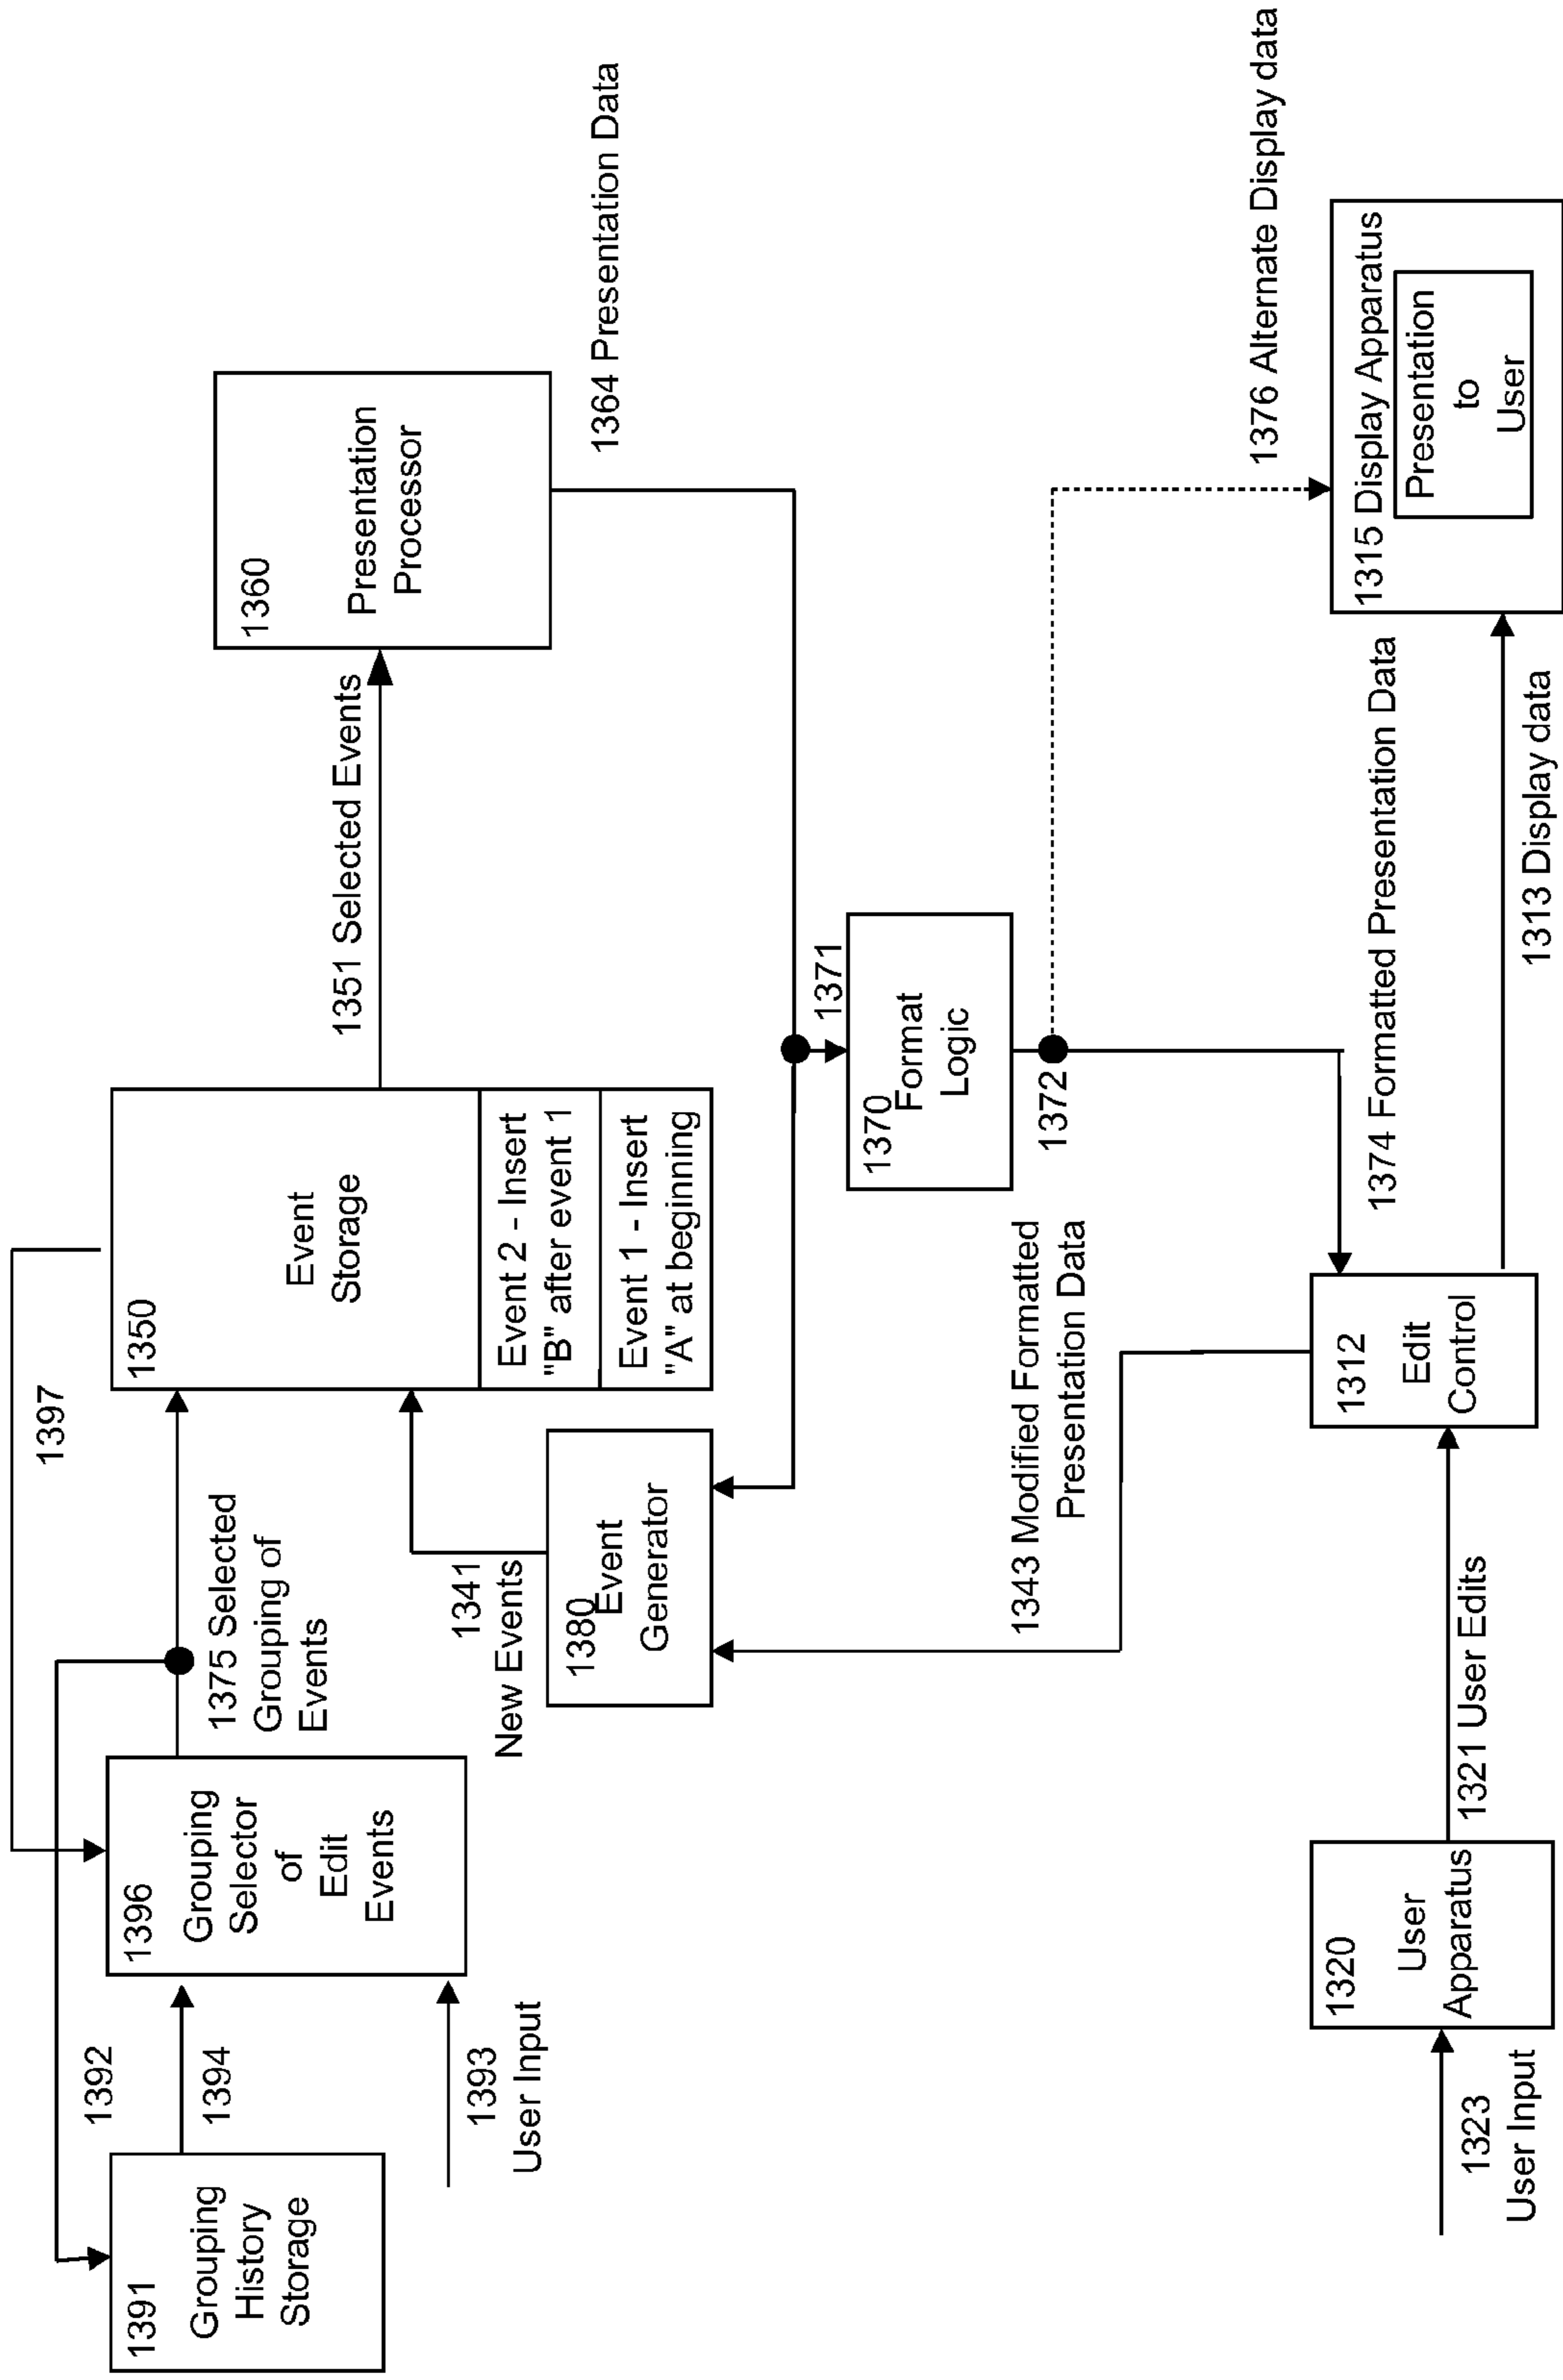 1397
1392
1391
Grouping
History
Storage
1394
1396
Grouping
Selector
of
Edit
Events
1393
User Input
1375 Selected
Grouping of
Events
1350
Event
Storage
Event 2 - Insert
"B" after event 1
Event 1 - Insert
"A" at beginning
1351 Selected Events
1360
Presentation
Processor
1364 Presentation Data
1341
New Events
1380
Event
Generator
1371
1370
Format
Logic
1372
1376 Alternate Display data
1343 Modified Formatted
Presentation Data
1374 Formatted Presentation Data
1323
User Input
1320
User
Apparatus
1321 User Edits
1312
Edit
Control
1313 Display data
1315 Display Apparatus
Presentation
to
User